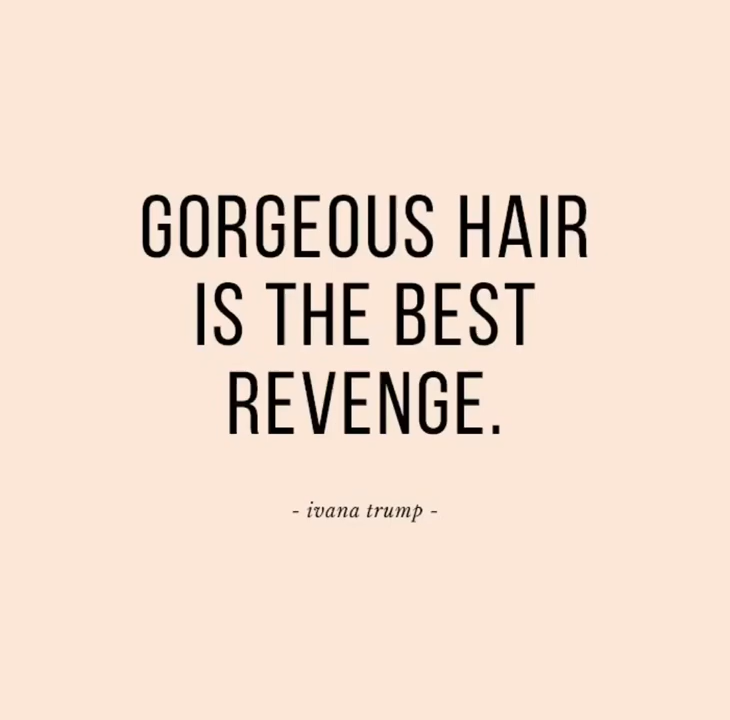 GORGEOUS HAIR
IS THE BEST
REVENGE.
- ivana trump -